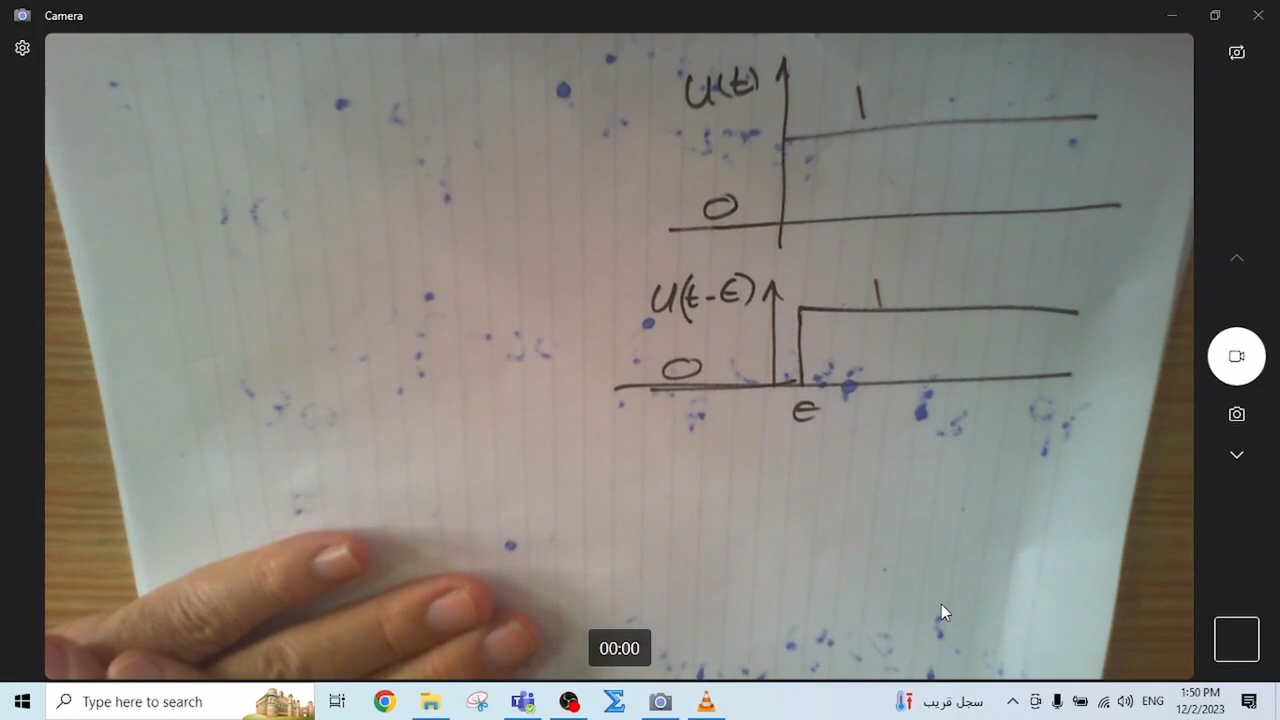 Camera
U(t)
1
0
U(t-ϵ)
1
0
ϵ
00:00
Type here to search
سجل قريب
ENG
1:50 PM
12/2/2023